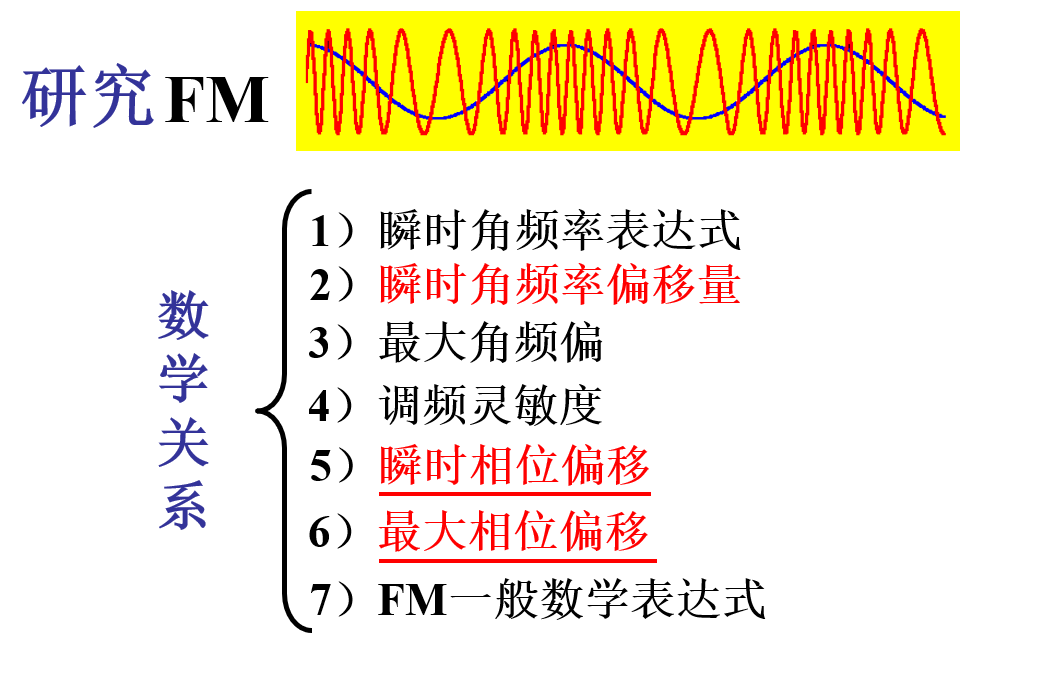 研究 FM
数学关系
1）瞬时角频率表达式
2）瞬时角频率偏移量
3）最大角频偏
4）调频灵敏度
5）瞬时相位偏移
6）最大相位偏移
7）FM一般数学表达式